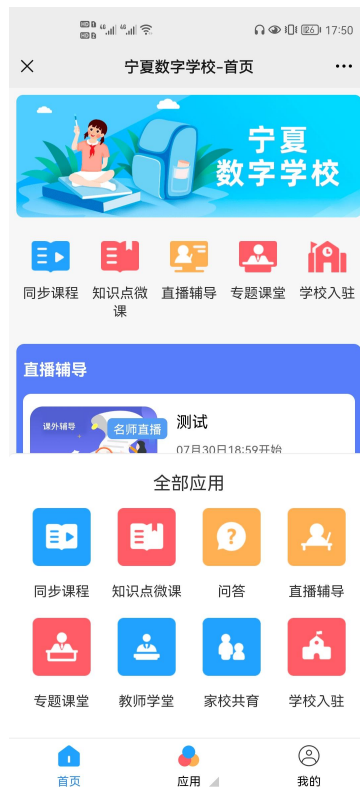 17:50
宁夏数字学校-首页
宁夏
数字学校
同步课程 知识点微课 直播辅导 专题课堂 学校入驻
直播辅导
课外辅导
名师直播
测试
07月30日18:59开始
全部应用
同步课程 知识点微课 问答 直播辅导
专题课堂 教师学堂 家校共育 学校入驻
首页 应用 我的